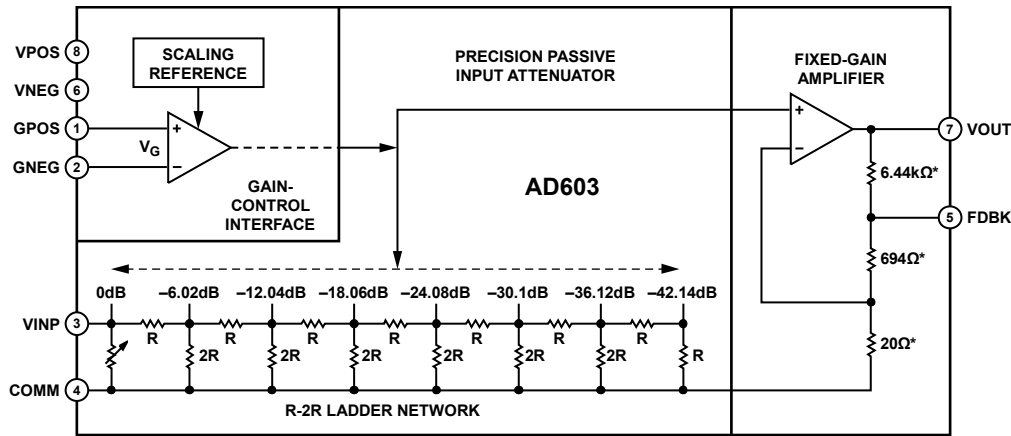 VPOS 8
VNEG 6
GPOS 1
GNEG 2
SCALING
REFERENCE
VG
+
−
GAIN-
CONTROL
INTERFACE
PRECISION PASSIVE
INPUT ATTENUATOR
AD603
FIXED-GAIN
AMPLIFIER
+
−
7 VOUT
6.44kΩ*
5 FDBK
694Ω*
20Ω*
0dB −6.02dB −12.04dB −18.06dB −24.08dB −30.1dB −36.12dB −42.14dB
VINP 3
R R R R R R R
2R 2R 2R 2R 2R 2R R
COMM 4
R-2R LADDER NETWORK